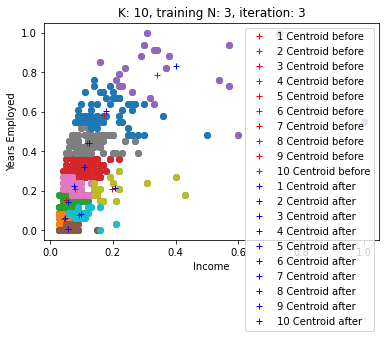 K: 10, training N: 3, iteration: 3
1.0
0.8
0.6
0.4
0.2
0.0
Years Employed
0.0
0.2
0.4
0.6
0.8
1.0
Income
1 Centroid before
2 Centroid before
3 Centroid before
4 Centroid before
5 Centroid before
6 Centroid before
7 Centroid before
8 Centroid before
9 Centroid before
10 Centroid before
1 Centroid after
2 Centroid after
3 Centroid after
4 Centroid after
5 Centroid after
6 Centroid after
7 Centroid after
8 Centroid after
9 Centroid after
10 Centroid after